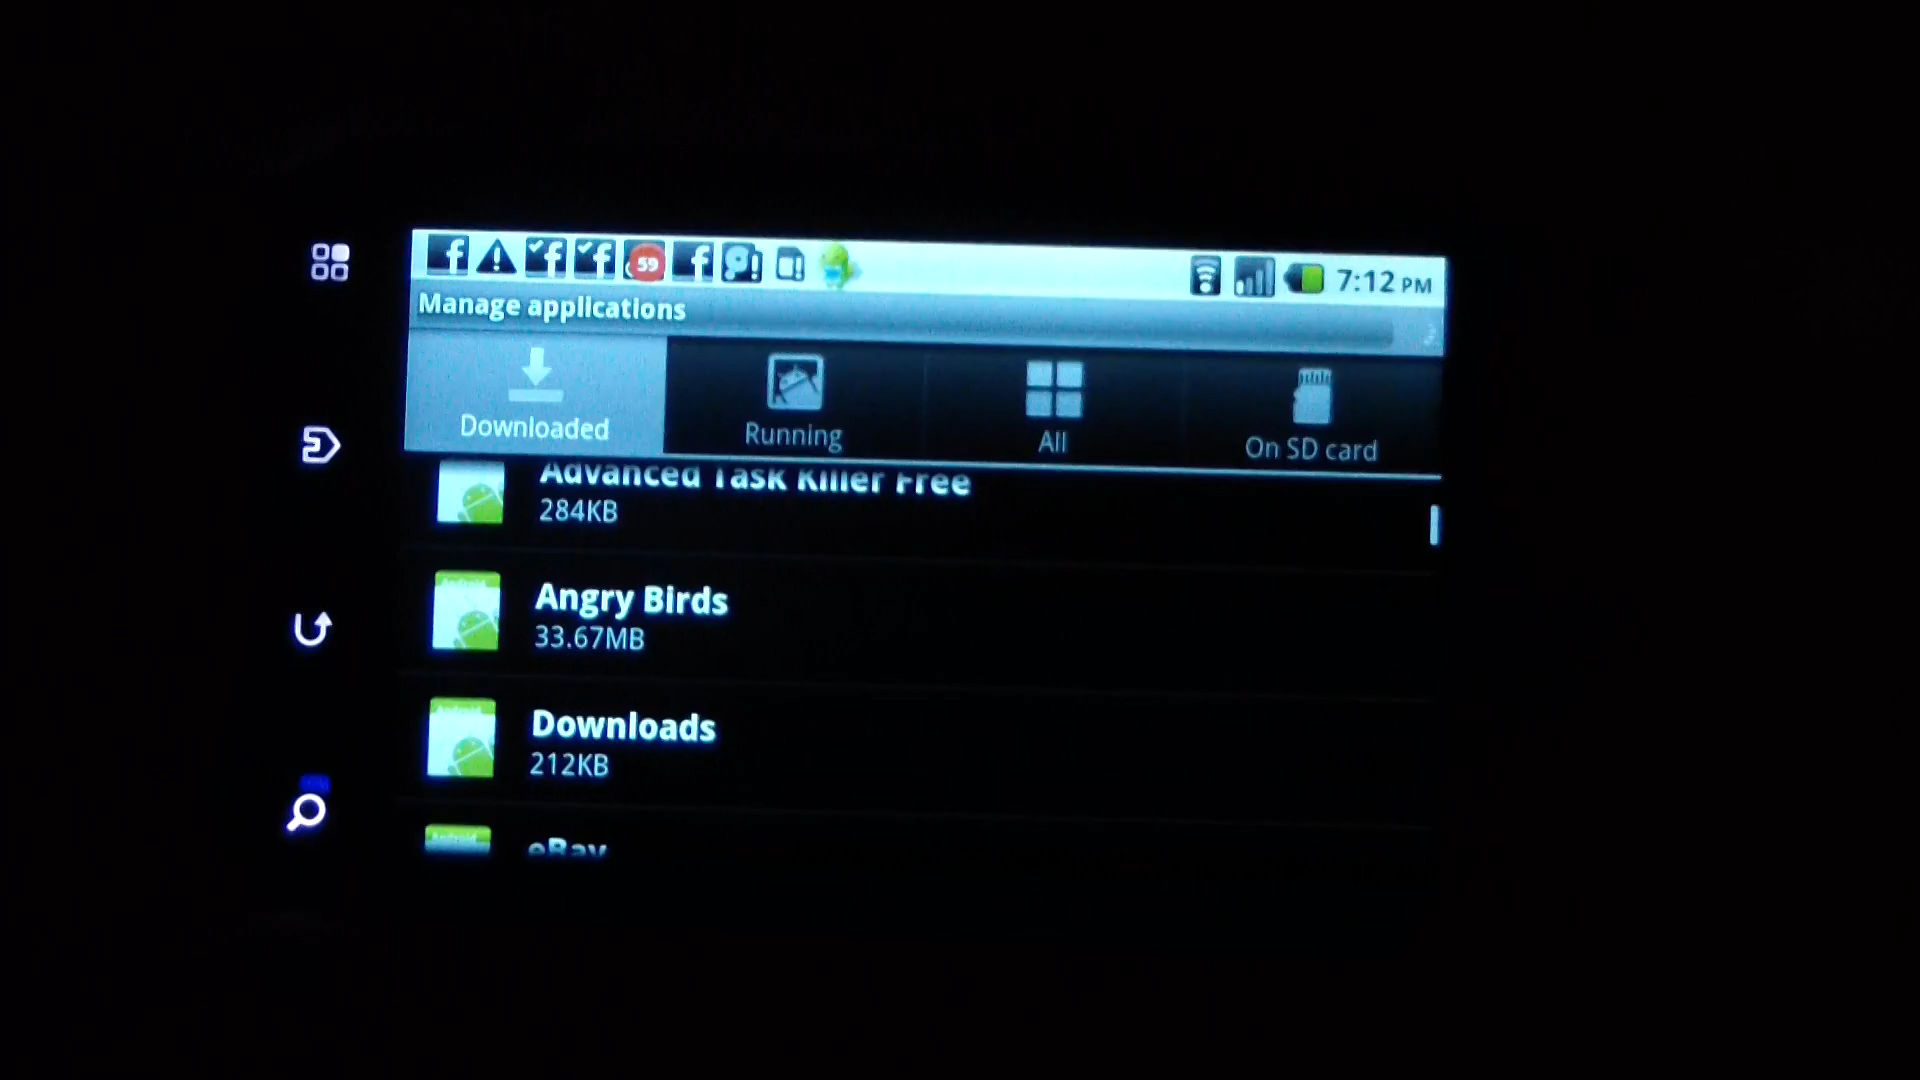 59
7:12 PM
Manage applications
Downloaded
Running
All
On SD card
Advanced Task Killer Free
284KB
Angry Birds
33.67MB
Downloads
212KB
eBay